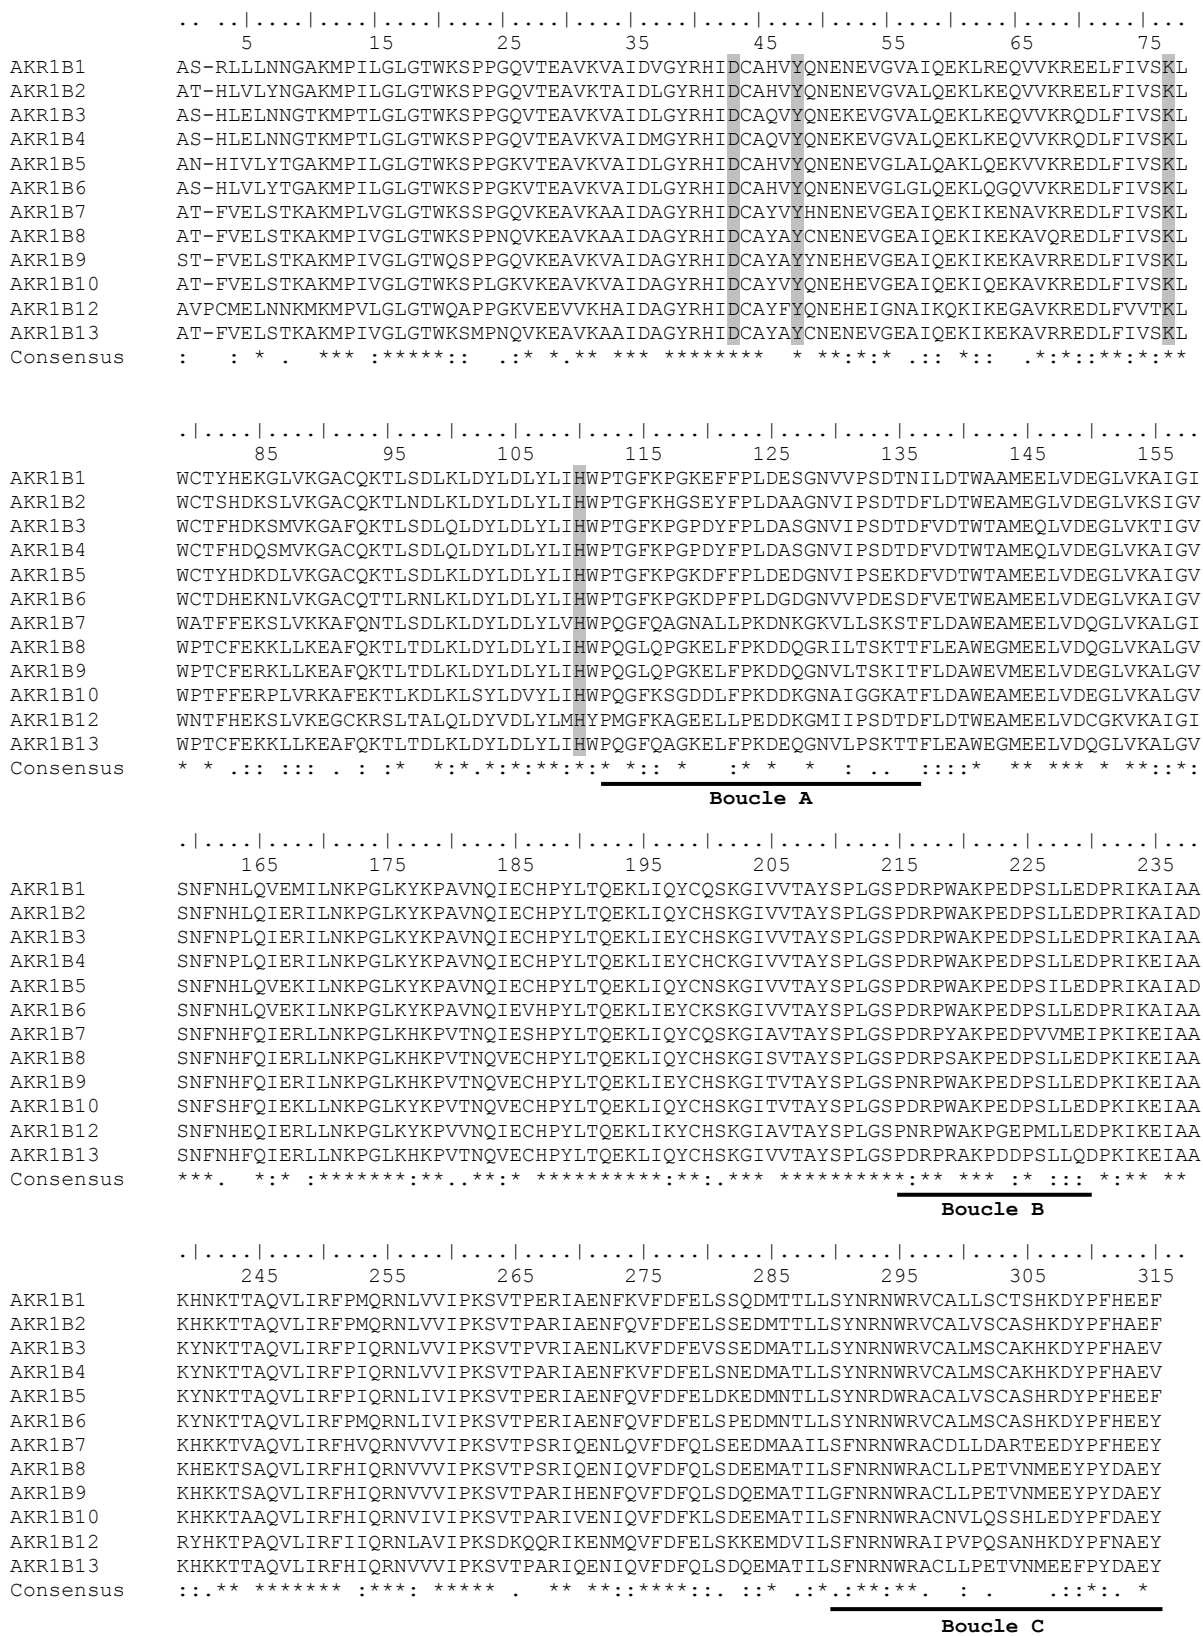 .. ..|....|....|....|....|....|....|....|....|....|....|....|....|....|....|..
5 15 25 35 45 55 65 75
AKR1B1 AS-RLLLNNGAKMPILGLGTWKSPPGQVTEAVKVAIDVGYRHIDCAHVYQNENEVGVAIQEKLREQVVKREELFIVSKL
AKR1B2 AT-HLVLYNGAKMPILGLGTWKSPPGQVTEAVKTAIDLGYRHIDCAHVYQNENEVGVALQEKLKEQVVKREELFIVSKL
AKR1B3 AS-HLELNNGTKMPTLGLGTWKSPPGQVTEAVKVAIDLGYRHIDCAQVYQNEKEVGVALQEKLKEQVVKRQDLFIVSKL
AKR1B4 AS-HLELNNGTKMPTLGLGTWKSPPGQVTEAVKVAIDMGYRHIDCAQVYQNENEVGVALQEKLKEQVVKRQDLFIVSKL
AKR1B5 AN-HIVLYTGAKMPILGLGTWKSPPGKVTEAVKVAIDLGYRHIDCAHVYQNENEVGLALQAKLQEKVVKREDLFIVSKL
AKR1B6 AS-HLVLYTGAKMPILGLGTWKSPPGKVTEAVKVAIDLGYRHIDCAHVYQNENEVGLGLQEKLQGQVVKREDLFIVSKL
AKR1B7 AT-FVELSTKAKMPLVGLGTWKSSPGQVKEAVKAAIDAGYRHIDCAYVYHNENEVGEAIQEKIKENAVKREDLFIVSKL
AKR1B8 AT-FVELSTKAKMPIVGLGTWKSPPNQVKEAVKAAIDAGYRHIDCAYAYCNENEVGEAIQEKIKEKAVQREDLFIVSKL
AKR1B9 ST-FVELSTKAKMPIVGLGTWQSPPGQVKEAVKVAIDAGYRHIDCAYAYYNEHEVGEAIQEKIKEKAVRREDLFIVSKL
AKR1B10 AT-FVELSTKAKMPIVGLGTWKSPLGKVKEAVKVAIDAGYRHIDCAYVYQNEHEVGEAIQEKIQEKAVKREDLFIVSKL
AKR1B12 AVPCMELNNKMKMPVLGLGTWQAPPGKVEEVVKHAIDAGYRHIDCAYFYQNEHEIGNAIKQKIKEGAVKREDLFVVTKL
AKR1B13 AT-FVELSTKAKMPIVGLGTWKSMPNQVKEAVKAAIDAGYRHIDCAYAYCNENEVGEAIQEKIKEKAVRREDLFIVSKL
Consensus :  : * .  *** :*****::  .:* *.** *** *********  * ***:**:* .:: *::*  .*:*::**:*:**
.|....|....|....|....|....|....|....|....|....|....|....|....|....|....|....|...
85 95 105 115 125 135 145 155
AKR1B1 WCTYHEKGLVKGACQKTLSDLKLDYLDLYLIHWPTGFKPGKEFFPLDESGNVVPSDTNILDTWAAMEELVDEGLVKAIGI
AKR1B2 WCTSHDKSLVKGACQKTLNDLKLDYLDLYLIHWPTGFKHGSEYFPLDAAGNVIPSDTDFLDTWEAMEELVDEGLVKSIGV
AKR1B3 WCTFHDKSMVKGAFQKTLSDLQLDYLDLYLIHWPTGFKPGPDYFPLDASGNVIPSDTDFVDTWTAMEQLVDEGLVKTIGV
AKR1B4 WCTFHDQSMVKGACQKTLSDLQLDYLDLYLIHWPTGFKPGPDYFPLDASGNVIPSDTDFVDTWTAMEQLVDEGLVKAIGV
AKR1B5 WCTYHDKDLVKGACQKTLSDLKLDYLDLYLIHWPTGFKPGKDFFPLDEDGNVIPSEKDFVDTWTAMEELVDEGLVKAIGV
AKR1B6 WCTDHEKNLVKGACQTTLRNLKLDYLDLYLIHWPTGFKPGKDPFPLDGDGNVVPDESDFVETWEAMEELVDEGLVKAIGV
AKR1B7 WATFFEKSLVKKAFQNTLSDLKLDYLDLYLVHWPQGFQAGNALLPKDNKGKVLLSKSTFLDAWEAMEELVDQGLVKALGI
AKR1B8 WPTCFEKKLLKEAFQKTLTDLKLDYLDLYLIHWPQGLQPGKELFPKDDQGRILTSKTTFLEAWEGMEELVDQGLVKALGV
AKR1B9 WPTCFERKLLKEAFQKTLTDLKLDYLDLYLIHWPQGLQPGKELFPKDDQGNVLTSKITFLDAWEVMEELVDEGLVKALGV
AKR1B10 WPTFFERPLVRKAFEKTLKDLKLSYLDVYLIHWPQGFKSGDDLFPKDDKGNAIGGKATFLDAWEAMEELVDEGLVKALGV
AKR1B12 WNTFHEKSLVKEGCKRSLTALQLDYVDLYLMHYPMGFKAGEELLPEDDKGMIIPSDTDFLDTWEAMEELVDCGKVKAIGI
AKR1B13 WPTCFEKKLLKEAFQKTLTDLKLDYLDLYLIHWPQGFQAGKELFPKDEQGNVLPSKTTFLEAWEGMEELVDQGLVKALGV
Consensus * * .:: :::  . : :*  *:*.*:*:**:*:* *::  *   :* *  *  :  ..  ::::*  ** *** * **::*:
Boucle A
.|....|....|....|....|....|....|....|....|....|....|....|....|....|....|....|...
165 175 185 195 205 215 225 235
AKR1B1 SNFNHLQVEMILNKPGLKYKPAVNQIECHPYLTQEKLIQYCQSKGIVVTAYSPLGSPDRPWAKPEDPSLLEDPRIKAIAA
AKR1B2 SNFNHLQIERILNKPGLKYKPAVNQIECHPYLTQEKLIQYCHSKGIVVTAYSPLGSPDRPWAKPEDPSLLEDPRIKAIAD
AKR1B3 SNFNPLQIERILNKPGLKYKPAVNQIECHPYLTQEKLIEYCHSKGIVVTAYSPLGSPDRPWAKPEDPSLLEDPRIKAIAA
AKR1B4 SNFNPLQIERILNKPGLKYKPAVNQIECHPYLTQEKLIEYCHCKGIVVTAYSPLGSPDRPWAKPEDPSLLEDPRIKEIAA
AKR1B5 SNFNHLQVEKILNKPGLKYKPAVNQIECHPYLTQEKLIQYCNSKGIVVTAYSPLGSPDRPWAKPEDPSILEDPRIKAIAD
AKR1B6 SNFNHLQVEKILNKPGLKYKPAVNQIEVHPYLTQEKLIEYCKSKGIVVTAYSPLGSPDRPWAKPEDPSLLEDPRIKAIAA
AKR1B7 SNFNHFQIERLLNKPGLKHKPVTNQIESHPYLTQEKLIQYCQSKGIAVTAYSPLGSPDRPYAKPEDPVVMEIPKIKEIAA
AKR1B8 SNFNHFQIERLLNKPGLKHKPVTNQVECHPYLTQEKLIQYCHSKGISVTAYSPLGSPDRPSAKPEDPSLLEDPKIKEIAA
AKR1B9 SNFNHFQIERILNKPGLKHKPVTNQVECHPYLTQEKLIEYCHSKGITVTAYSPLGSPNRPWAKPEDPSLLEDPKIKEIAA
AKR1B10 SNFSHFQIEKLLNKPGLKYKPVTNQVECHPYLTQEKLIQYCHSKGITVTAYSPLGSPDRPWAKPEDPSLLEDPKIKEIAA
AKR1B12 SNFNHEQIERLLNKPGLKYKPVVNQIECHPYLTQEKLIKYCHSKGIAVTAYSPLGSPNRPWAKPGEPMLLEDPKIKEIAA
AKR1B13 SNFNHFQIERLLNKPGLKHKPVTNQVECHPYLTQEKLIQYCHSKGIVVTAYSPLGSPDRPRAKPDDPSLLQDPKIKEIAA
Consensus ***.  *:* :*******:**..**:* **********:**:.*** **********:** *** :* ::: *:** **
Boucle B
.|....|....|....|....|....|....|....|....|....|....|....|....|....|....|....|.
245 255 265 275 285 295 305 315
AKR1B1 KHNKTTAQVLIRFPMQRNLVVIPKSVTPERIAENFKVFDFELSSQDMTTLLSYNRNWRVCALLSCTSHKDYPFHEEF
AKR1B2 KHKKTTAQVLIRFPMQRNLVVIPKSVTPARIAENFQVFDFELSSEDMTTLLSYNRNWRVCALVSCASHKDYPFHAEF
AKR1B3 KYNKTTAQVLIRFPIQRNLVVIPKSVTPVRIAENLKVFDFEVSSEDMATLLSYNRNWRVCALMSCAKHKDYPFHAEV
AKR1B4 KYNKTTAQVLIRFPIQRNLVVIPKSVTPARIAENFKVFDFELSNEDMATLLSYNRNWRVCALMSCAKHKDYPFHAEV
AKR1B5 KYNKTTAQVLIRFPIQRNLIVIPKSVTPERIAENFQVFDFELDKEDMNTLLSYNRDWRACALVSCASHRDYPFHEEF
AKR1B6 KYNKTTAQVLIRFPMQRNLIVIPKSVTPERIAENFQVFDFELSPEDMNTLLSYNRNWRVCALMSCASHKDYPFHEEY
AKR1B7 KHKKTVAQVLIRFHVQRNVVVIPKSVTPSRIQENLQVFDFQLSEEDMAAILSFNRNWRACDLLDARTEEDYPFHEEY
AKR1B8 KHEKTSAQVLIRFHIQRNVVVIPKSVTPSRIQENIQVFDFQLSDEEMATILSFNRNWRACLLPETVNMEEYPYDAEY
AKR1B9 KHKKTSAQVLIRFHIQRNVVVIPKSVTPARIHENFQVFDFQLSDQEMATILGFNRNWRACLLPETVNMEEYPYDAEY
AKR1B10 KHKKTAAQVLIRFHIQRNVIVIPKSVTPARIVENIQVFDFKLSDEEMATILSFNRNWRACNVLQSSHLEDYPFDAEY
AKR1B12 RYHKTPAQVLIRFIIQRNLAVIPKSDKQQRIKENMQVFDFELSKKEMDVILSFNRNWRAIPVPQSANHKDYPFNAEY
AKR1B13 KHKKTTAQVLIRFHIQRNVVVIPKSVTPARIQENIQVFDFQLSDQEMATILSFNRNWRACLLPETVNMEEFPYDAEY
Consensus ::.** *******  :***: *****  .  ** **::****::. ::*  .:*.:**:**.   : .   .::*:. *
Boucle C